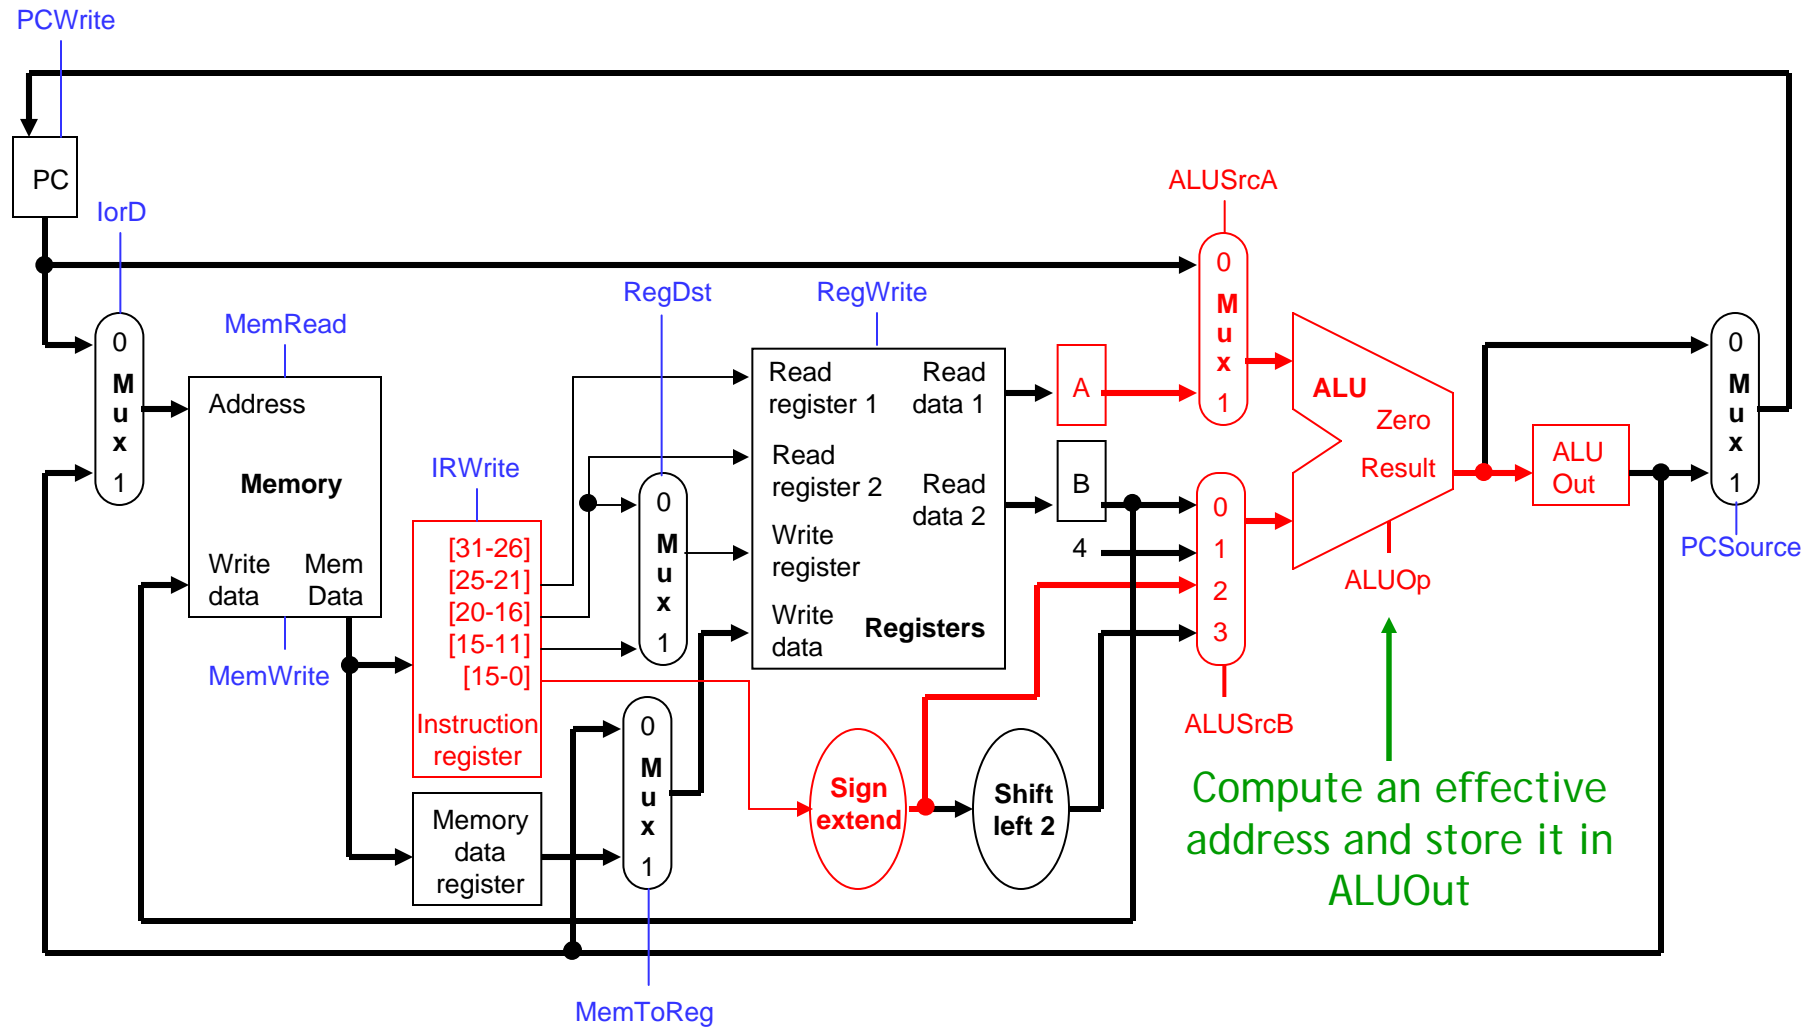 PCWrite
PC
IorD
0
M
u
x
1
MemRead
Address
Memory
Write
data
Mem
Data
MemWrite
IRWrite
[31-26]
[25-21]
[20-16]
[15-11]
[15-0]
Instruction
register
Memory
data
register
RegDst
0
M
u
x
1
0
M
u
x
1
MemToReg
RegWrite
Read
register 1
Read
data 1
Read
register 2
Read
data 2
Write
register
Write
data
Registers
Sign
extend
Shift
left 2
A
B
4
ALUSrcA
0
M
u
x
1
0
1
2
3
ALUSrcB
ALU
Zero
Result
ALUOp
ALU
Out
0
M
u
x
1
PCSource
Compute an effective
address and store it in
ALUOut